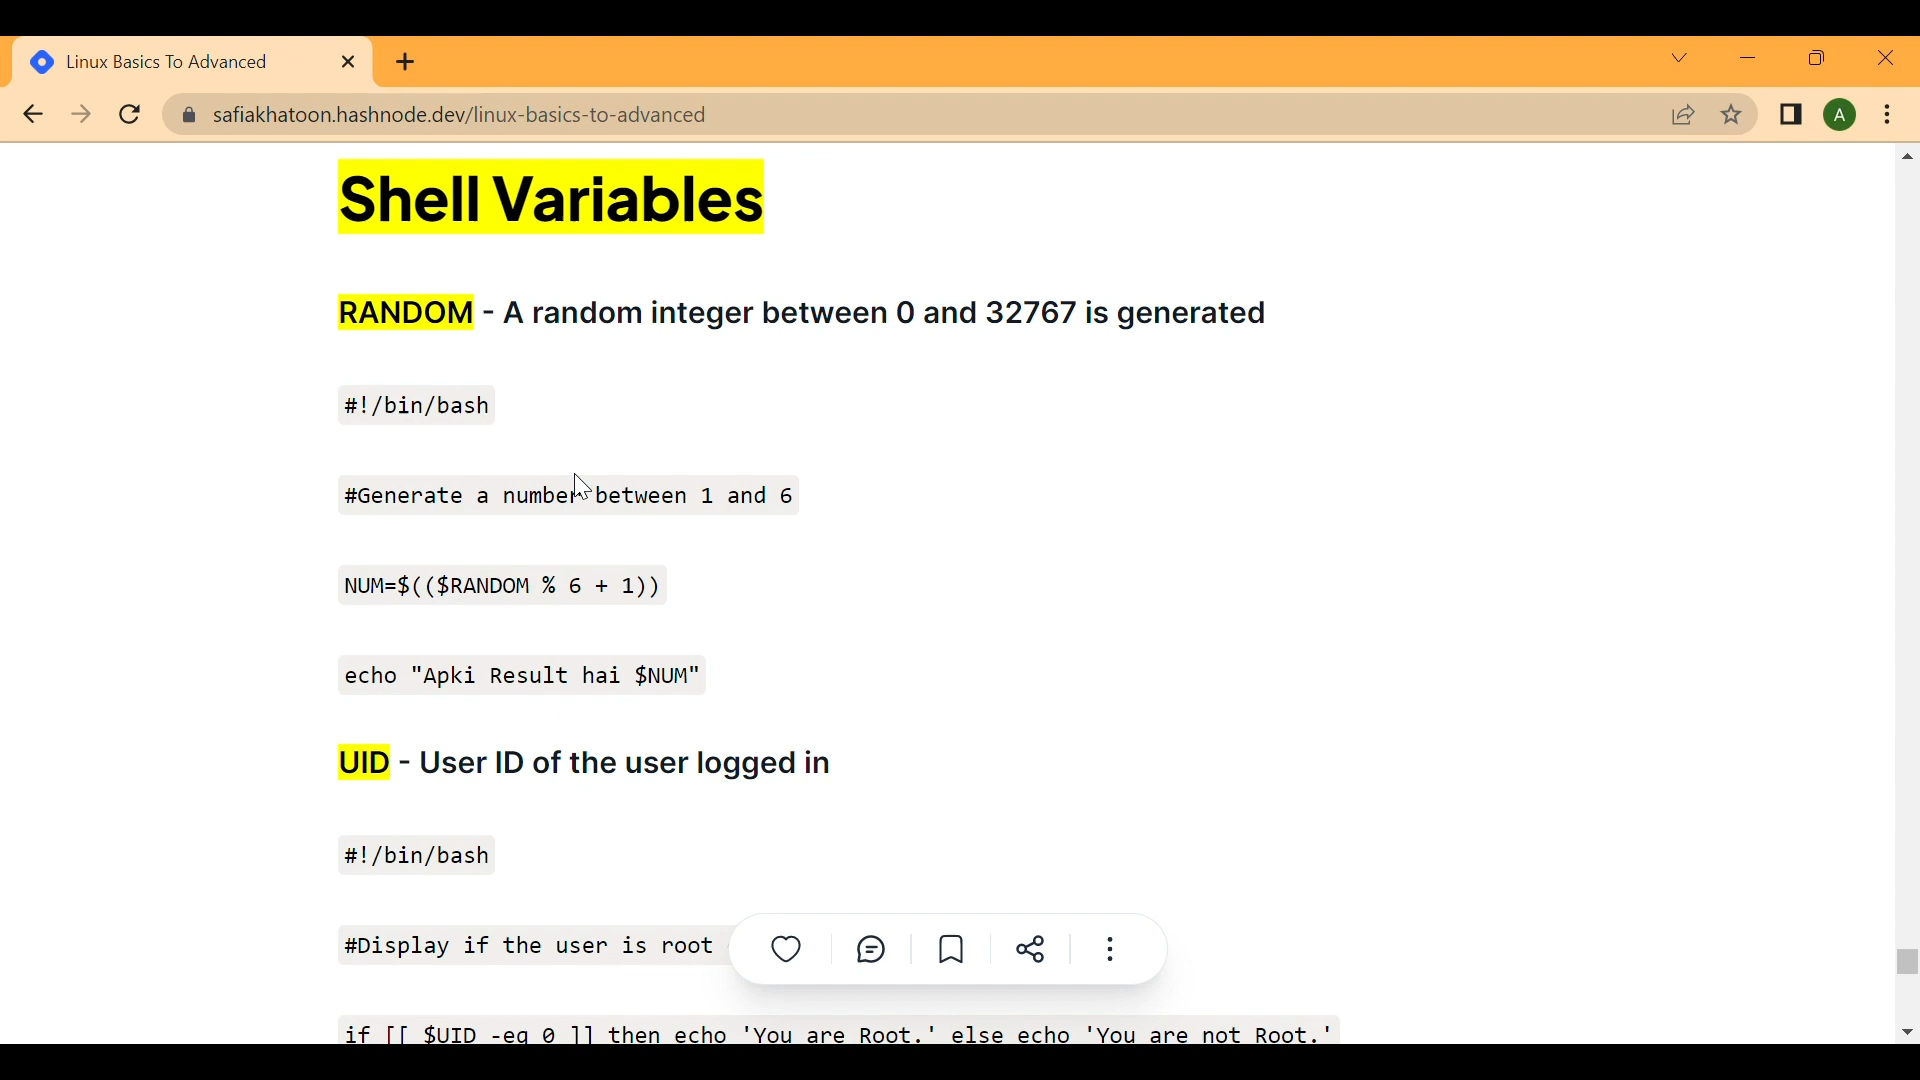 Linux Basics To Advanced
safiakhatoon.hashnode.dev/linux-basics-to-advanced
A
Shell Variables
RANDOM - A random integer between 0 and 32767 is generated
#!/bin/bash
#Generate a number between 1 and 6
NUM=$(($RANDOM % 6 + 1))
echo "Apki Result hai $NUM"
UID - User ID of the user logged in
#!/bin/bash
#Display if the user is root
if [[ $UID -eq 0 ]] then echo 'You are Root.' else echo 'You are not Root.'